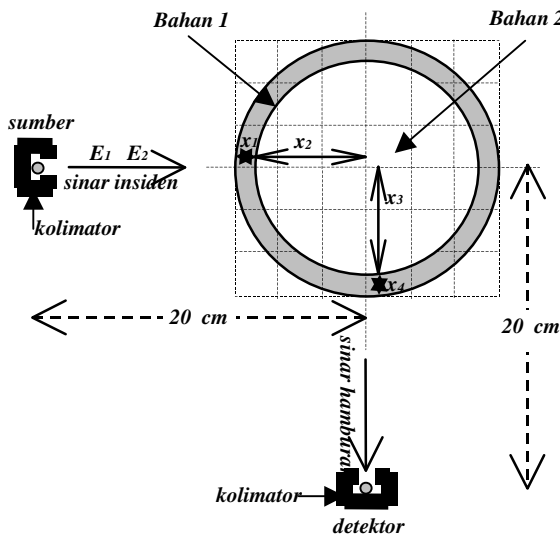 Bahan 1
Bahan 2
sumber
E1 E2
x1
x2
sinar insiden
kolimator
x3
x4
20 cm
20 cm
sinar hamburan
kolimator
detektor